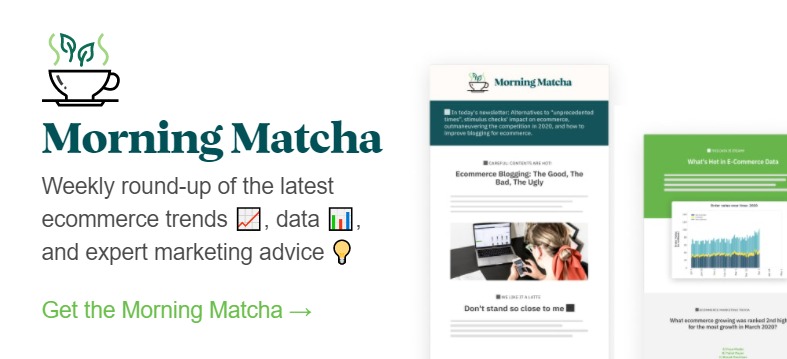 Morning Matcha
Weekly round-up of the latest
ecommerce trends 📈, data 📊,
and expert marketing advice 💡
Get the Morning Matcha →
Morning Matcha
In today's newsletter: Alternatives to "unprecedented
times", stimulus checks' impact on ecommerce,
outmaneuvering the competition in 2020, and how to
improve blogging for ecommerce.
CAREFUL CONTENTS ARE HOT!
Ecommerce Blogging: The Good, The
Bad, The Ugly
WE LIKE IT A LATTE
Don't stand so close to me
What's Hot in E-Commerce Data
What ecommerce growing was ranked 2nd high
for the most growth in March 2020?